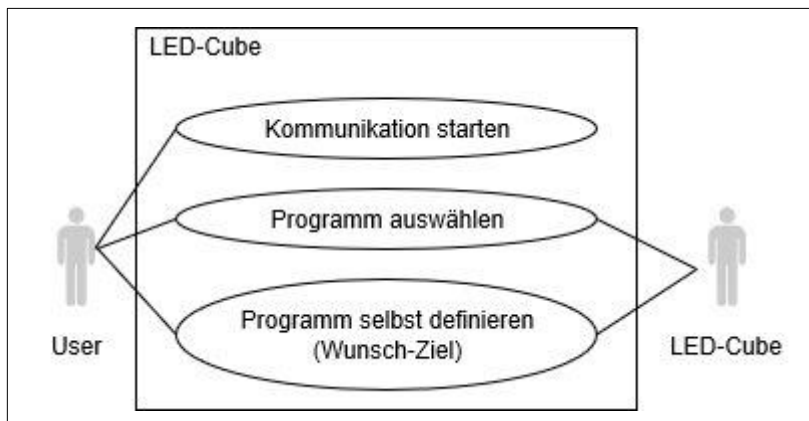 LED-Cube
Kommunikation starten
Programm auswählen
Programm selbst definieren
(Wunsch-Ziel)
User
LED-Cube